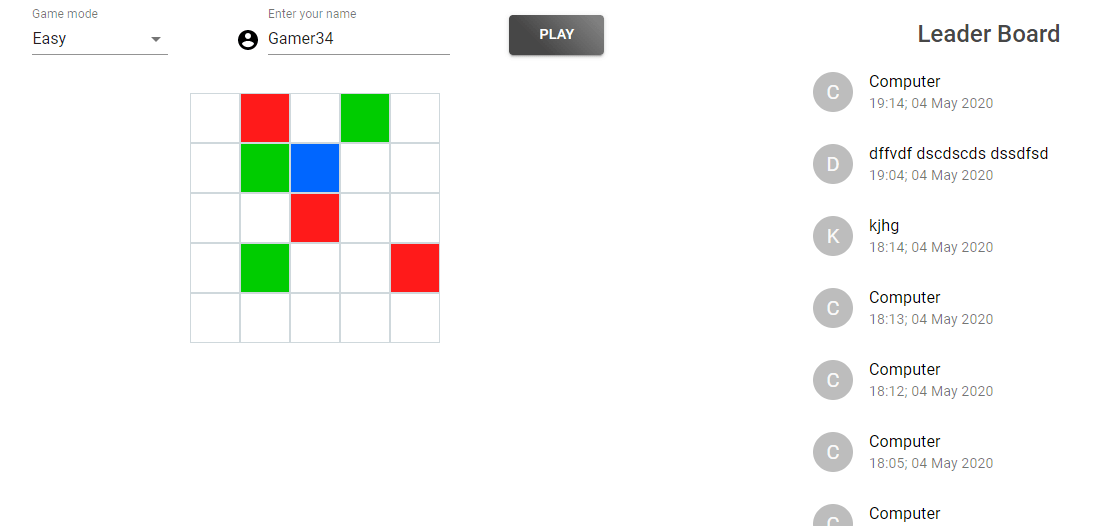 Game mode
Easy
Enter your name
Gamer34
PLAY
Leader Board
C
Computer
19:14; 04 May 2020
D
dffvdf dscdscds dssdfsd
19:04; 04 May 2020
K
kjhg
18:14; 04 May 2020
C
Computer
18:13; 04 May 2020
C
Computer
18:12; 04 May 2020
C
Computer
18:05; 04 May 2020
C
Computer